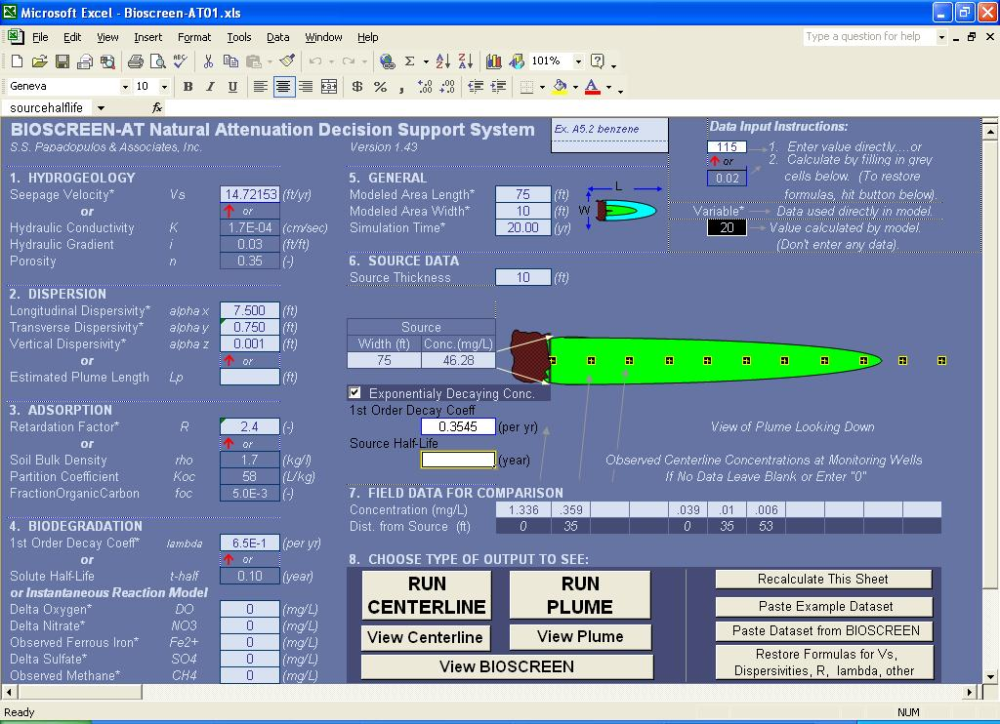 Microsoft Excel - Bioscreen-AT01.xls
File Edit View Insert Format Tools Data Window Help
Type a question for help
101%
Geneva 10 B I U $ % ,
sourcehalflife fx
BIOSCREEN-AT Natural Attenuation Decision Support System
S.S. Papadopulos & Associates, Inc. Version 1.43
Ex. A5.2 benzene
Data Input Instructions:
115 1. Enter value directly....or
or 2. Calculate by filling in grey
0.02 cells below. (To restore
formulas, hit button below).
Variable* Data used directly in model.
20 Value calculated by model.
(Don't enter any data).
1. HYDROGEOLOGY
Seepage Velocity* Vs 14.72153 (ft/yr)
or or
Hydraulic Conductivity K 1.7E-04 (cm/sec)
Hydraulic Gradient i 0.03 (ft/ft)
Porosity n 0.35 (-)
2. DISPERSION
Longitudinal Dispersivity* alpha x 7.500 (ft)
Transverse Dispersivity* alpha y 0.750 (ft)
Vertical Dispersivity* alpha z 0.001 (ft)
or or
Estimated Plume Length Lp (ft)
3. ADSORPTION
Retardation Factor* R 2.4 (-)
or or
Soil Bulk Density rho 1.7 (kg/l)
Partition Coefficient Koc 58 (L/kg)
FractionOrganicCarbon foc 5.0E-3 (-)
4. BIODEGRADATION
1st Order Decay Coeff* lambda 6.5E-1 (per yr)
or or
Solute Half-Life t-half 0.10 (year)
or Instantaneous Reaction Model
Delta Oxygen* DO 0 (mg/L)
Delta Nitrate* NO3 0 (mg/L)
Observed Ferrous Iron* Fe2+ 0 (mg/L)
Delta Sulfate* SO4 0 (mg/L)
Observed Methane* CH4 0 (mg/L)
5. GENERAL
Modeled Area Length* 75 (ft)
Modeled Area Width* 10 (ft)
Simulation Time* 20.00 (yr)
L
W
6. SOURCE DATA
Source Thickness 10 (ft)
Source
Width (ft) Conc.(mg/L)
75 46.28
Exponentialy Decaying Conc.
1st Order Decay Coeff
0.3545 (per yr)
Source Half-Life
(year)
View of Plume Looking Down
Observed Centerline Concentrations at Monitoring Wells
If No Data Leave Blank or Enter "0"
7. FIELD DATA FOR COMPARISON
Concentration (mg/L) 1.336 .359 .039 .01 .006
Dist. from Source (ft) 0 35 0 35 53
8. CHOOSE TYPE OF OUTPUT TO SEE:
RUN CENTERLINE
RUN PLUME
View Centerline
View Plume
View BIOSCREEN
Recalculate This Sheet
Paste Example Dataset
Paste Dataset from BIOSCREEN
Restore Formulas for Vs,
Dispersivities, R, lambda, other
Ready NUM